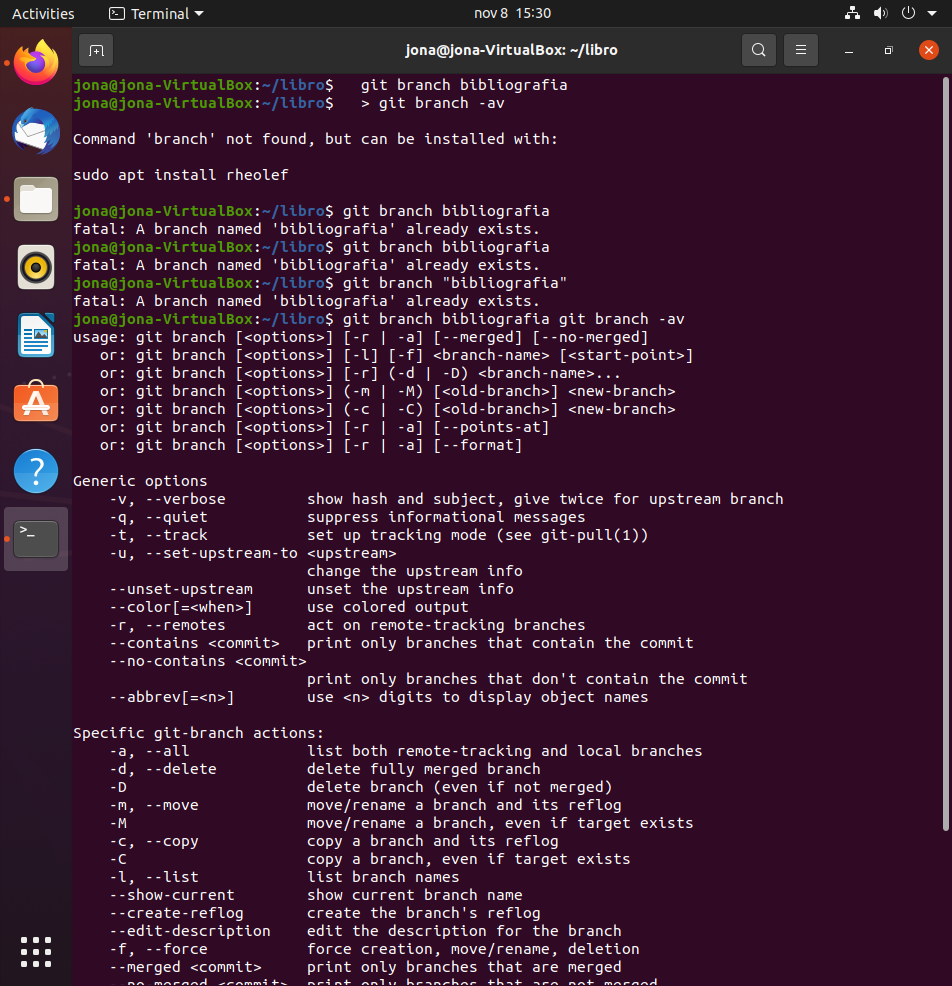 Activities Terminal nov 8 15:30
jona@jona-VirtualBox: ~/libro
jona@jona-VirtualBox:~/libro$   git branch bibliografia
jona@jona-VirtualBox:~/libro$   > git branch -av
Command 'branch' not found, but can be installed with:
sudo apt install rheolef
jona@jona-VirtualBox:~/libro$ git branch bibliografia
fatal: A branch named 'bibliografia' already exists.
jona@jona-VirtualBox:~/libro$ git branch bibliografia
fatal: A branch named 'bibliografia' already exists.
jona@jona-VirtualBox:~/libro$ git branch "bibliografia"
fatal: A branch named 'bibliografia' already exists.
jona@jona-VirtualBox:~/libro$ git branch bibliografia git branch -av
usage: git branch [<options>] [-r | -a] [--merged] [--no-merged]
   or: git branch [<options>] [-l] [-f] <branch-name> [<start-point>]
   or: git branch [<options>] [-r] (-d | -D) <branch-name>...
   or: git branch [<options>] (-m | -M) [<old-branch>] <new-branch>
   or: git branch [<options>] (-c | -C) [<old-branch>] <new-branch>
   or: git branch [<options>] [-r | -a] [--points-at]
   or: git branch [<options>] [-r | -a] [--format]
Generic options
    -v, --verbose         show hash and subject, give twice for upstream branch
    -q, --quiet           suppress informational messages
    -t, --track           set up tracking mode (see git-pull(1))
    -u, --set-upstream-to <upstream>
                          change the upstream info
    --unset-upstream      unset the upstream info
    --color[=<when>]      use colored output
    -r, --remotes         act on remote-tracking branches
    --contains <commit>   print only branches that contain the commit
    --no-contains <commit>
                          print only branches that don't contain the commit
    --abbrev[=<n>]        use <n> digits to display object names
Specific git-branch actions:
    -a, --all             list both remote-tracking and local branches
    -d, --delete          delete fully merged branch
    -D                    delete branch (even if not merged)
    -m, --move            move/rename a branch and its reflog
    -M                    move/rename a branch, even if target exists
    -c, --copy            copy a branch and its reflog
    -C                    copy a branch, even if target exists
    -l, --list            list branch names
    --show-current        show current branch name
    --create-reflog       create the branch's reflog
    --edit-description    edit the description for the branch
    -f, --force           force creation, move/rename, deletion
    --merged <commit>     print only branches that are merged
    --no-merged <commit>  print only branches that are not merged